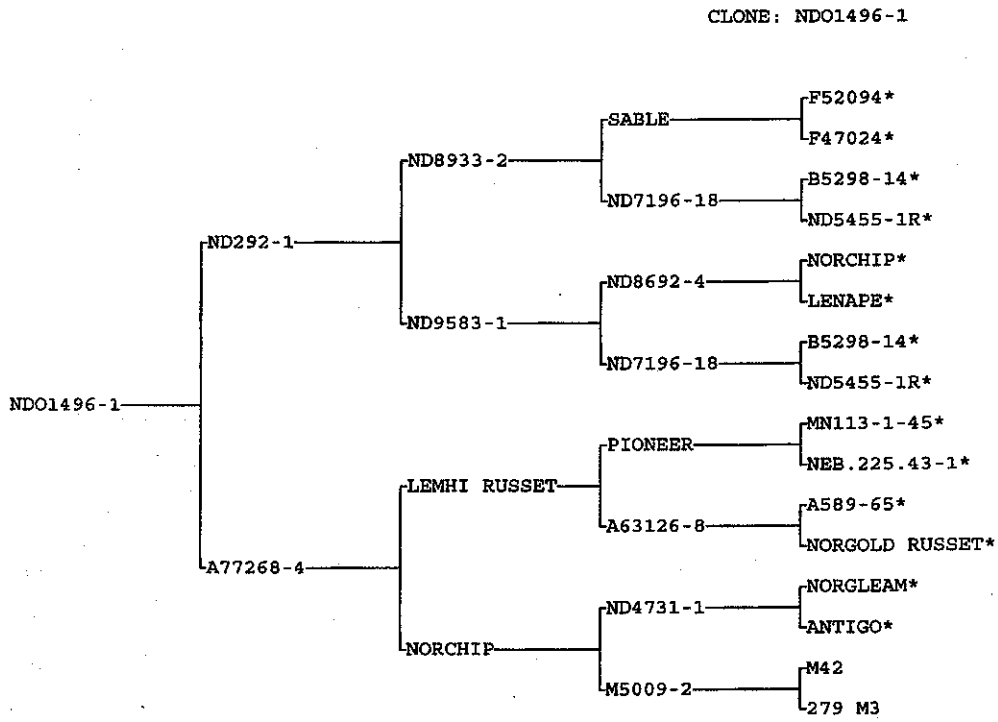 CLONE: NDO1496-1
F52094*
SABLE
F47024*
ND8933-2
B5298-14*
ND7196-18
ND5455-1R*
ND292-1
NORCHIP*
ND8692-4
LENAPE*
ND9583-1
B5298-14*
ND7196-18
ND5455-1R*
NDO1496-1
MN113-1-45*
PIONEER
NEB.225.43-1*
LEMHI RUSSET
A589-65*
A63126-8
NORGOLD RUSSET*
A77268-4
NORGLEAM*
ND4731-1
ANTIGO*
NORCHIP
M42
M5009-2
279 M3